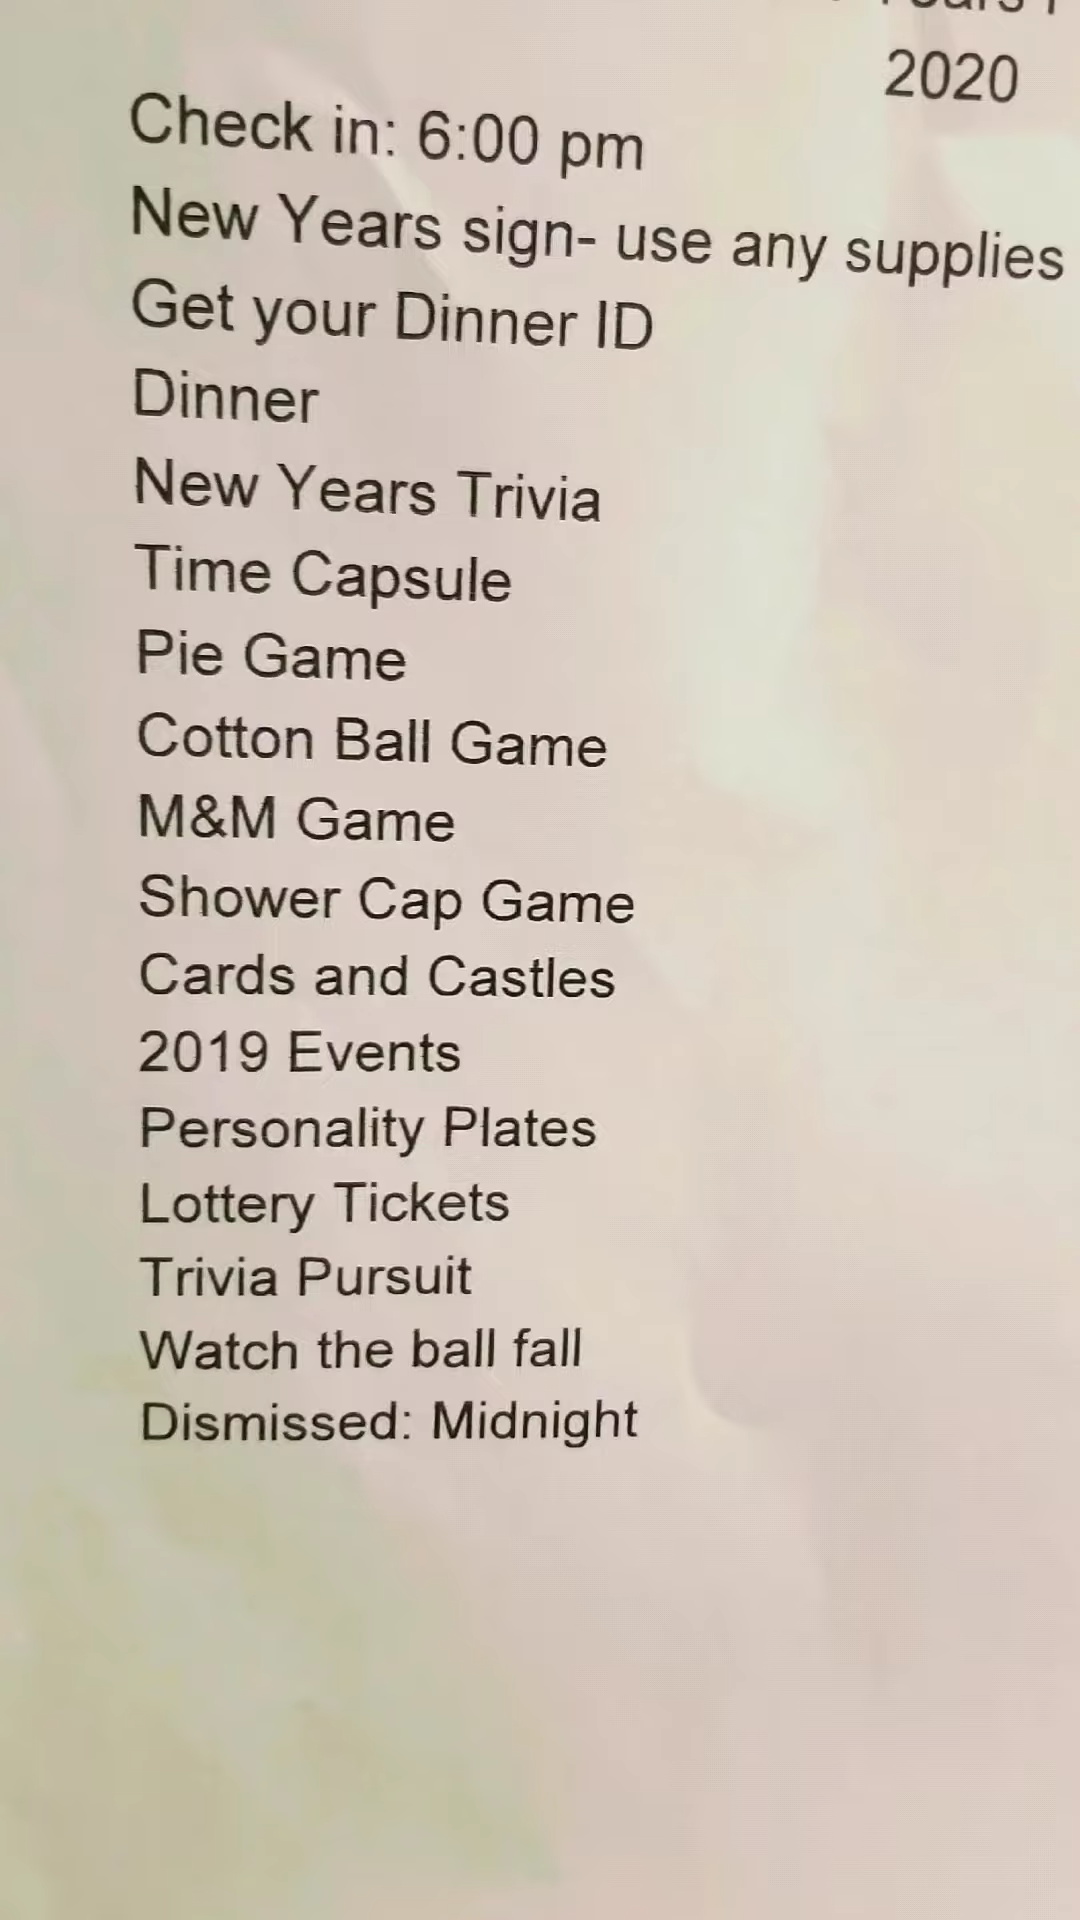 2020
Check in: 6:00 pm
New Years sign- use any supplies
Get your Dinner ID
Dinner
New Years Trivia
Time Capsule
Pie Game
Cotton Ball Game
M&M Game
Shower Cap Game
Cards and Castles
2019 Events
Personality Plates
Lottery Tickets
Trivia Pursuit
Watch the ball fall
Dismissed: Midnight